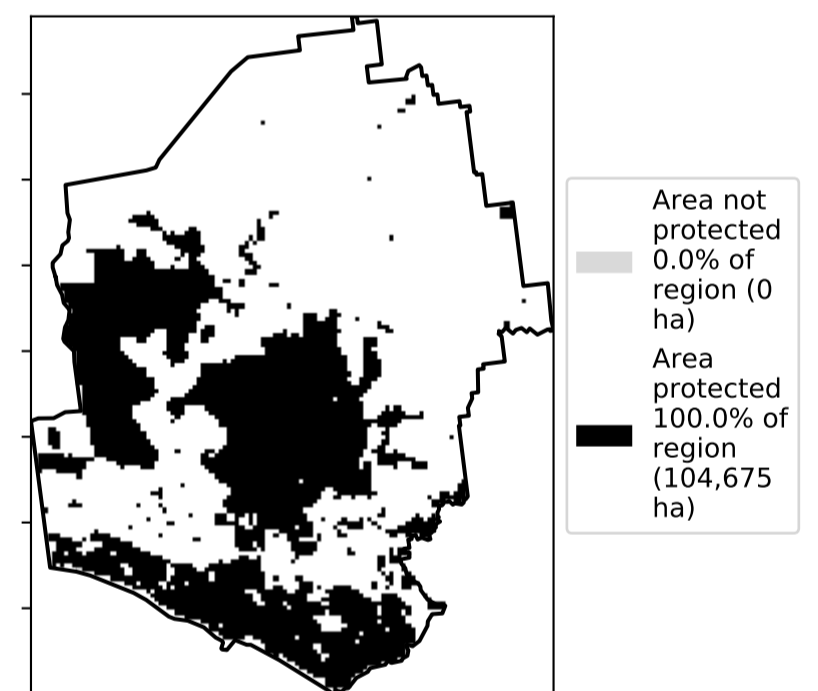 Area not
protected
0.0% of
region (0
ha)
Area
protected
100.0% of
region
(104,675
ha)